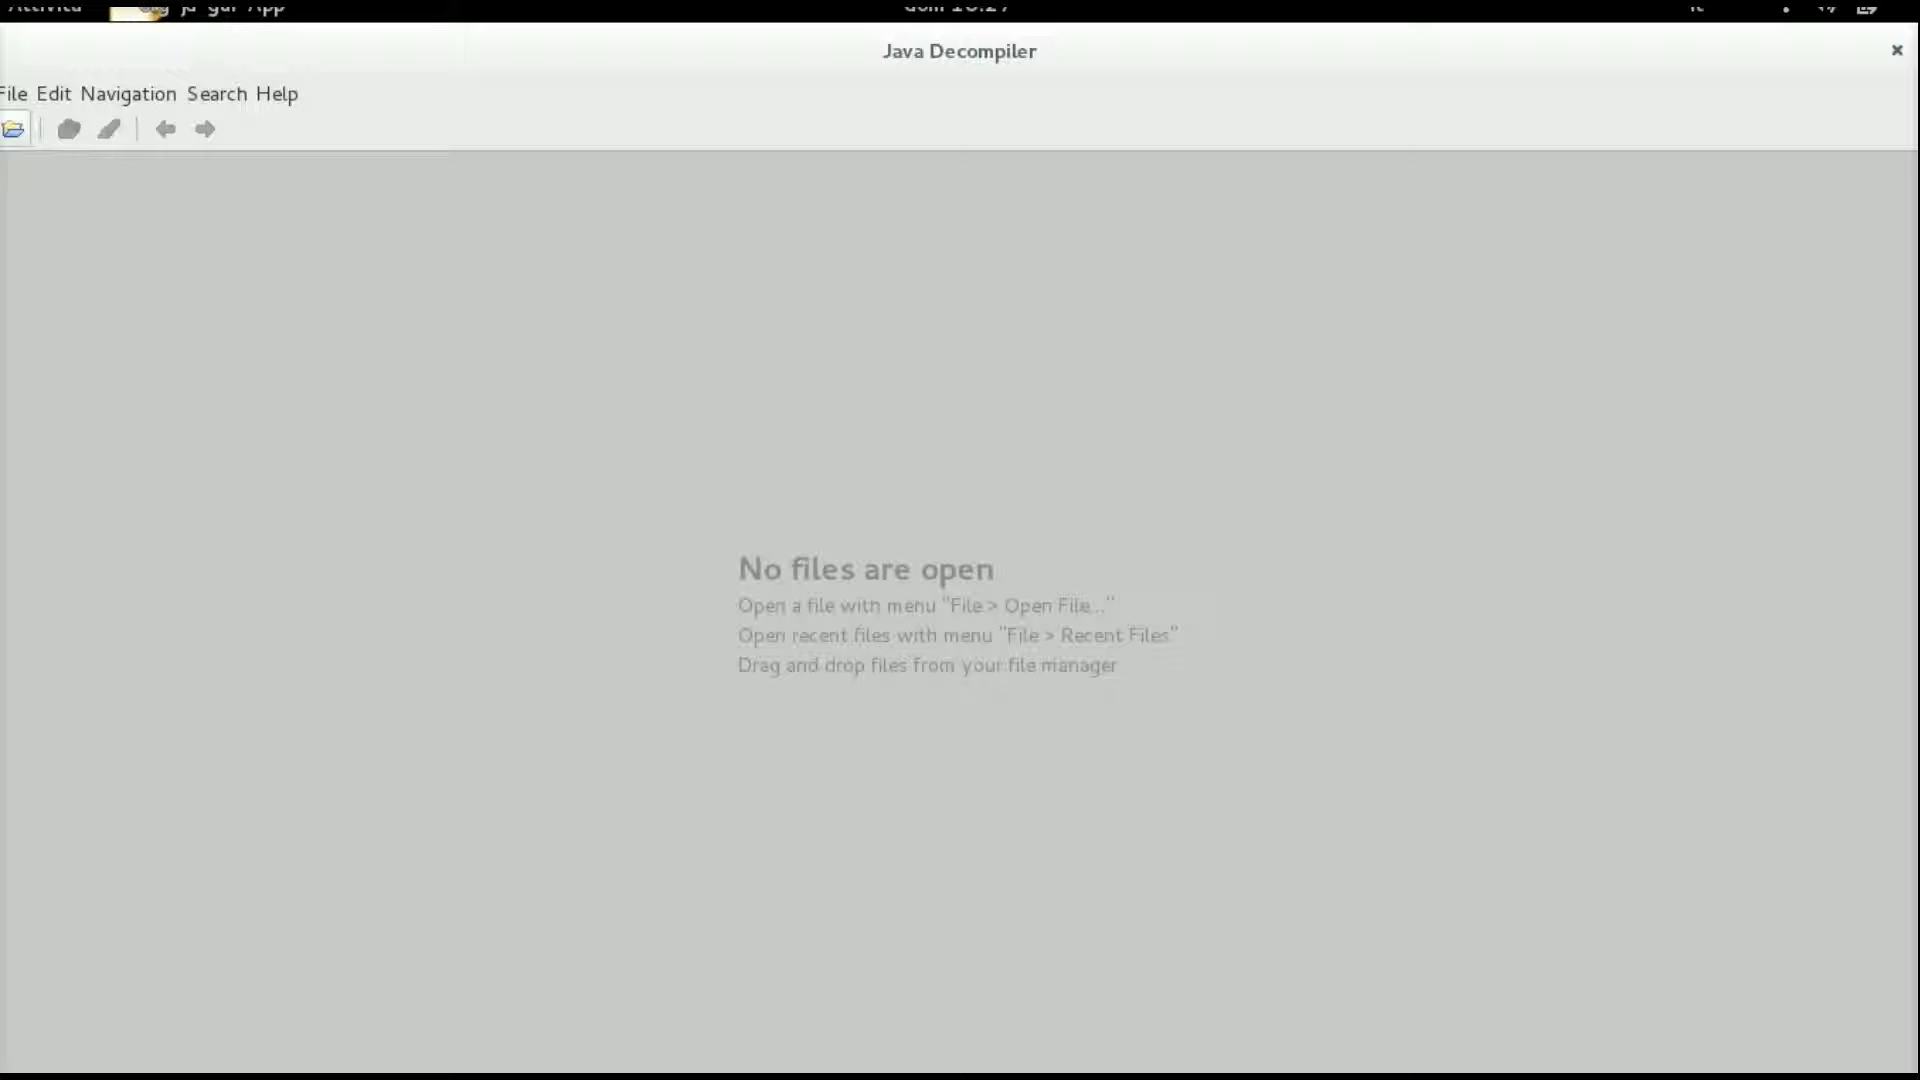 Java Decompiler
File Edit Navigation Search Help
No files are open
Open a file with menu "File > Open File..."
Open recent files with menu "File > Recent Files"
Drag and drop files from your file manager